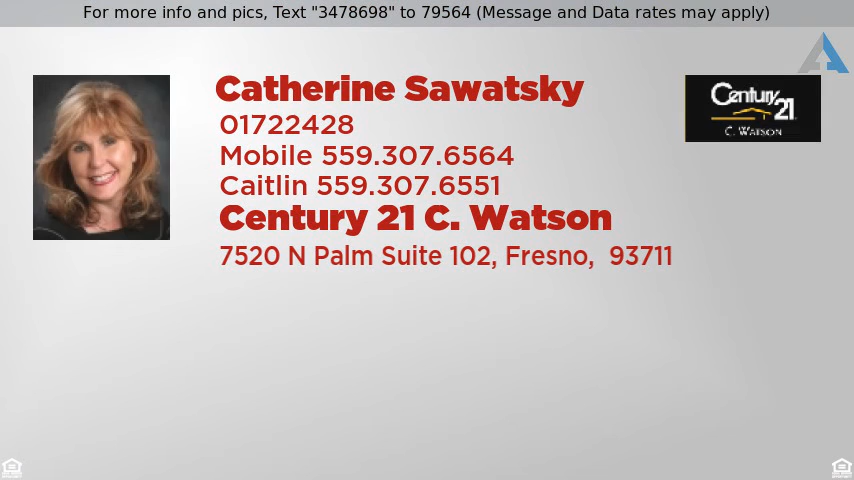 For more info and pics, Text "3478698" to 79564 (Message and Data rates may apply)
Catherine Sawatsky
01722428
Mobile 559.307.6564
Caitlin 559.307.6551
Century 21 C. Watson
7520 N Palm Suite 102, Fresno,  93711
Century 21
C. WATSON